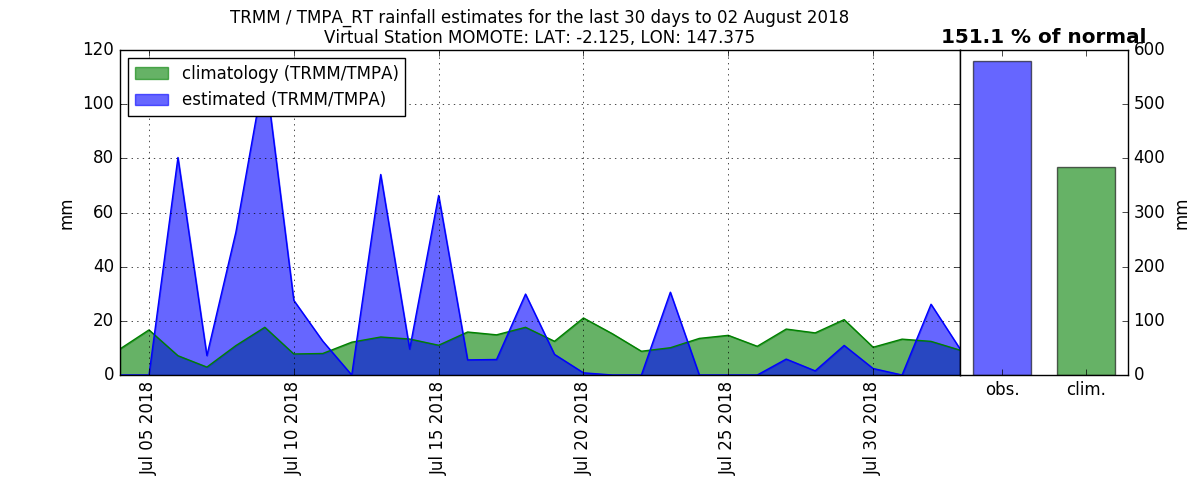 TRMM / TMPA_RT rainfall estimates for the last 30 days to 02 August 2018
Virtual Station MOMOTE: LAT: -2.125, LON: 147.375
151.1 % of normal
climatology (TRMM/TMPA)
estimated (TRMM/TMPA)
120
100
80
60
40
20
0
mm
Jul 05 2018
Jul 10 2018
Jul 15 2018
Jul 20 2018
Jul 25 2018
Jul 30 2018
600
500
400
300
200
100
0
mm
obs.
clim.